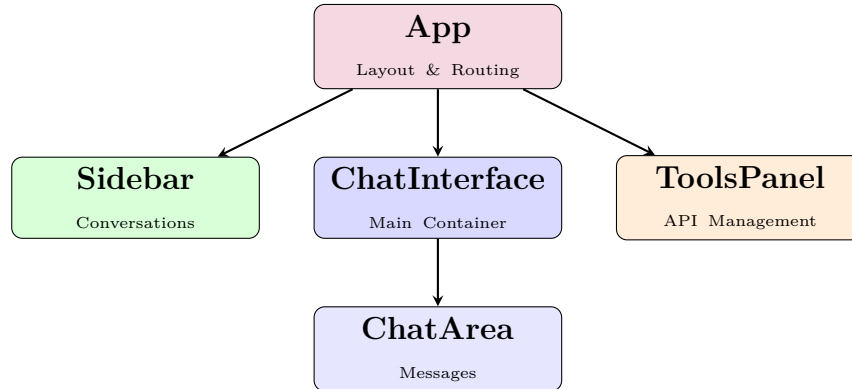 App
Layout & Routing
Sidebar
Conversations
ChatInterface
Main Container
ToolsPanel
API Management
ChatArea
Messages